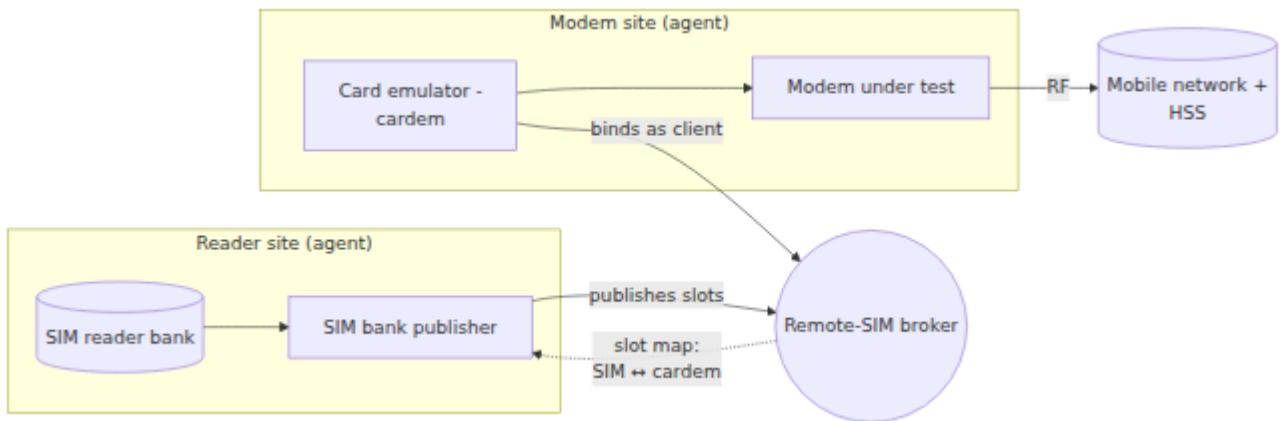 Modem site (agent)
Card emulator -
cardem
Modem under test
RF
Mobile network +
HSS
binds as client
Reader site (agent)
SIM reader bank
SIM bank publisher
publishes slots
slot map:
SIM ↔ cardem
Remote-SIM broker